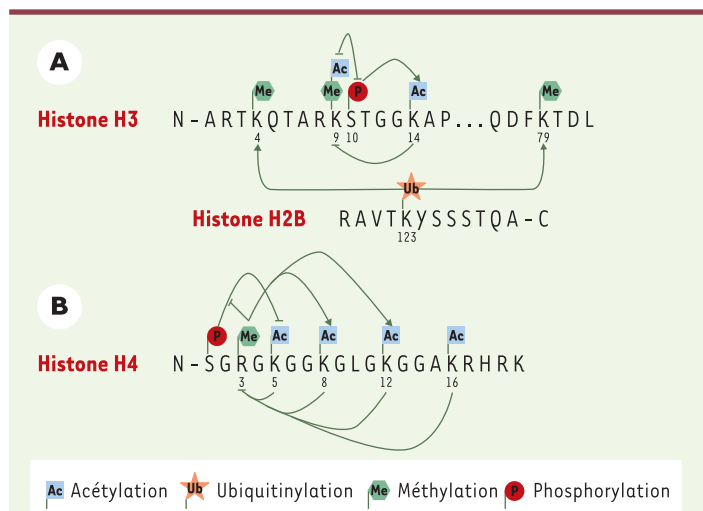 A
Ac
Me Me P Ac Me
Histone H3 N - ARTKQTARKSTGGKAP...QDFKTDL
4 9 10 14 79
Ub
Histone H2B RAVTKYSSSTQA-C
123
B
P Me Ac Ac Ac Ac
Histone H4 N - SGRGKGGKGLGKGGAKRHRK
3 5 8 12 16
Ac Acétylation Ub Ubiquitinylation Me Méthylation P Phosphorylation